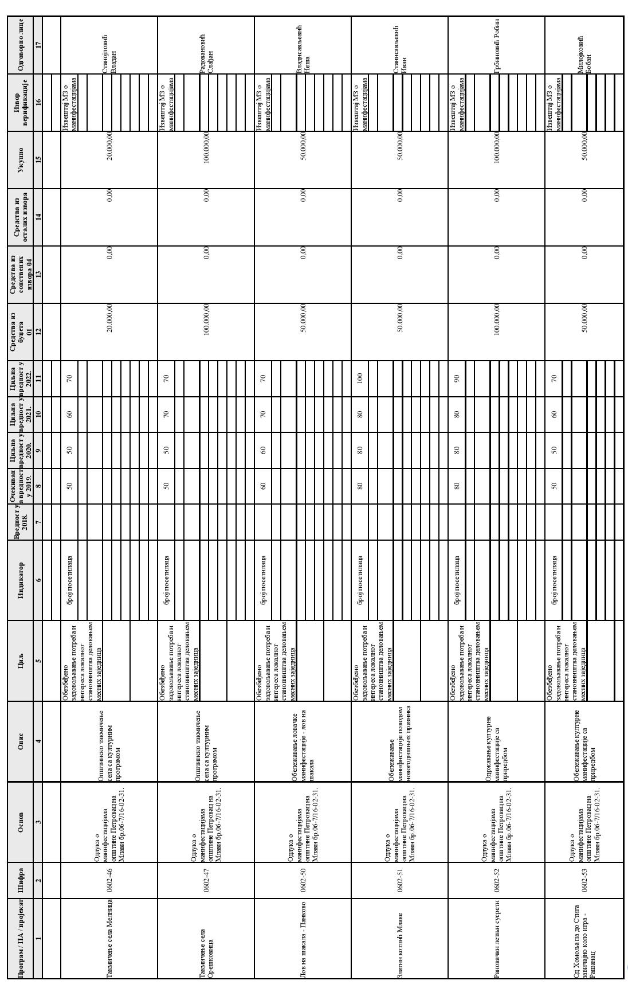 Програм / ПА / пројекат
Шифра
Основ
Опис
Циљ
Индикатор
Вредност у
2018.
Очекиван
а вредност
у 2019.
Циљна
вредност у
2020.
Циљна
вредност у
2021.
Циљна
вредност у
2022.
Средства из
буџета
01
Средства из
сопствених
извора 04
Средства из
осталих извора
Укупно
Извор
верификације
Одговорно лице
1
2
3
4
5
6
7
8
9
10
11
12
13
14
15
16
17
Такмичење села Мелница
0602-46
Одлука о
манифестацијама
општине Петровац на
Млави бр.06-7/16-02-31.
Општинско такмичење
села са културним
програмом
Обезбеђено
задовољавање потреба и
интереса локалног
становништва деловањем
месних заједница
број посетилаца
50
50
60
70
20.000,00
0,00
0,00
20.000,00
Извештај МЗ о
манифестацијама
Станојловић
Владан
Такмичење села
Орешковица
0602-47
Одлука о
манифестацијама
општине Петровац на
Млави бр.06-7/16-02-31.
Општинско такмичење
села са културним
програмом
Обезбеђено
задовољавање потреба и
интереса локалног
становништва деловањем
месних заједница
број посетилаца
50
50
70
70
100.000,00
0,00
0,00
100.000,00
Извештај МЗ о
манифестацијама
Радовановић
Слађан
Лов на шакала - Панково
0602-50
Одлука о
манифестацијама
општине Петровац на
Млави бр.06-7/16-02-31.
Обележавање ловачке
манифестације - лов на
шакала
Обезбеђено
задовољавање потреба и
интереса локалног
становништва деловањем
месних заједница
број посетилаца
60
60
70
70
50.000,00
0,00
0,00
50.000,00
Извештај МЗ о
манифестацијама
Владисављевић
Неша
Златни котлић Млаве
0602-51
Одлука о
манифестацијама
општине Петровац на
Млави бр.06-7/16-02-31.
Обележавање
манифнстације поводом
новогодишњих празника
Обезбеђено
задовољавање потреба и
интереса локалног
становништва деловањем
месних заједница
број посетилаца
80
80
80
100
50.000,00
0,00
0,00
50.000,00
Извештај МЗ о
манифестацијама
Станисављевић
Иван
Рановачки летњи сусрети
0602-52
Одлука о
манифестацијама
општине Петровац на
Млави бр.06-7/16-02-31.
Одржавање културне
манифестације са
приредбом
Обезбеђено
задовољавање потреба и
интереса локалног
становништва деловањем
месних заједница
број посетилаца
80
80
80
90
100.000,00
0,00
0,00
100.000,00
Извештај МЗ о
манифестацијама
Грбиновић Робин
Од Хомоља па до Стига
завичајно коло игра -
Рашанац
0602-53
Одлука о
манифестацијама
општине Петровац на
Млави бр.06-7/16-02-31.
Обележавање културне
манифестације са
приредбом
Обезбеђено
задовољавање потреба и
интереса локалног
становништва деловањем
месних заједница
број посетилаца
50
50
60
70
50.000,00
0,00
0,00
50.000,00
Извештај МЗ о
манифестацијама
Милојковић
Бобан